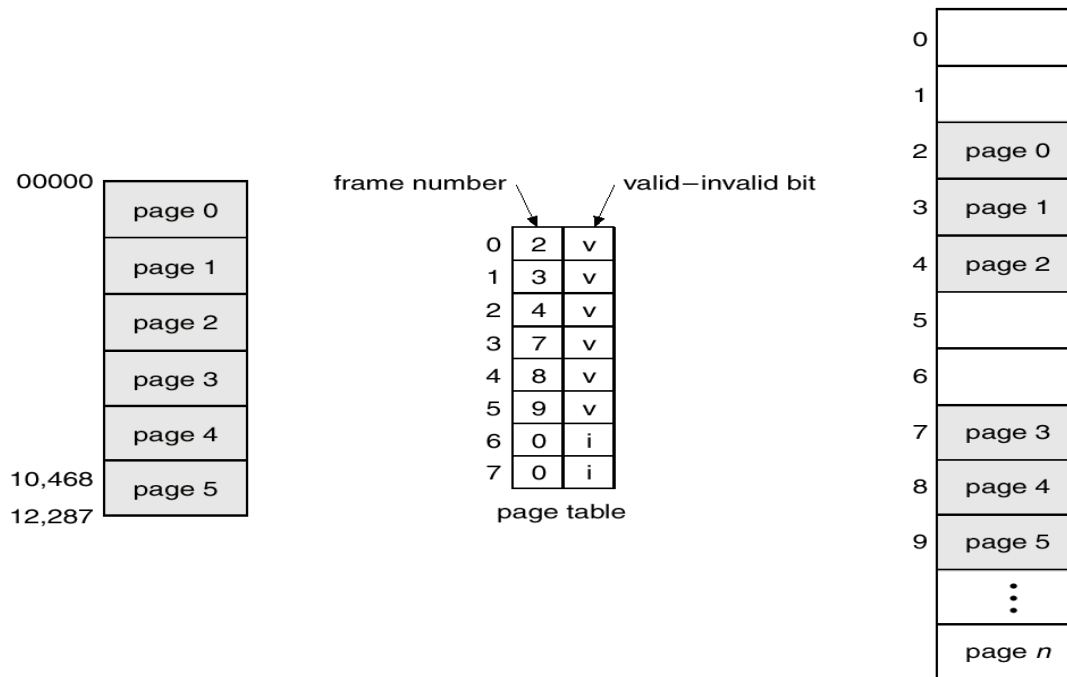 00000
page 0
page 1
page 2
page 3
page 4
10,468
page 5
12,287
frame number
valid–invalid bit
0 2 v
1 3 v
2 4 v
3 7 v
4 8 v
5 9 v
6 0 i
7 0 i
page table
0
1
2 page 0
3 page 1
4 page 2
5
6
7 page 3
8 page 4
9 page 5
⋮
page n